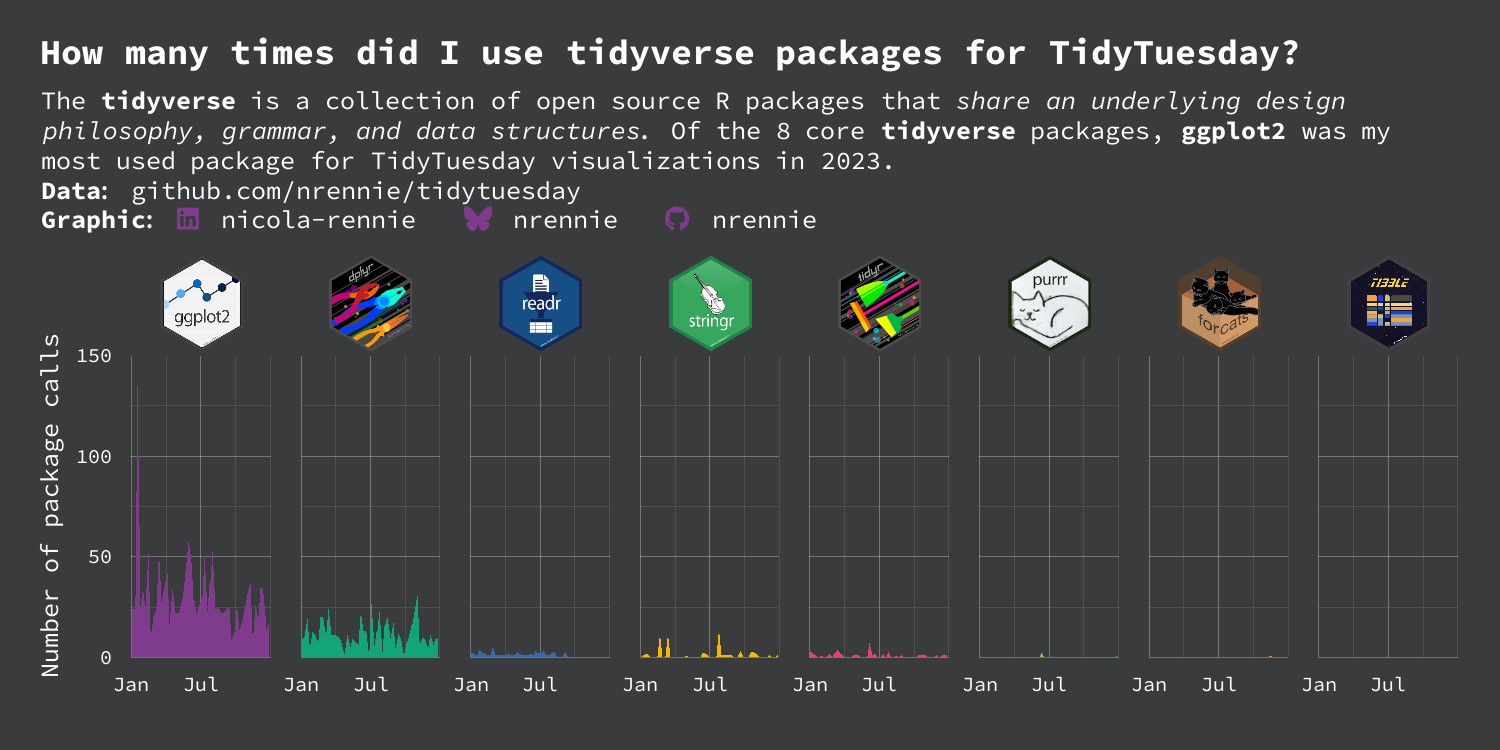 How many times did I use tidyverse packages for TidyTuesday?
The tidyverse is a collection of open source R packages that share an underlying design
philosophy, grammar, and data structures. Of the 8 core tidyverse packages, ggplot2 was my
most used package for TidyTuesday visualizations in 2023.
Data: github.com/nrennie/tidytuesday
Graphic: nicola-rennie nrennie nrennie
ggplot2 dplyr readr stringr tidyr purrr forcats TIBBLE
Number of package calls
150
100
50
0
Jan Jul Jan Jul Jan Jul Jan Jul Jan Jul Jan Jul Jan Jul Jan Jul